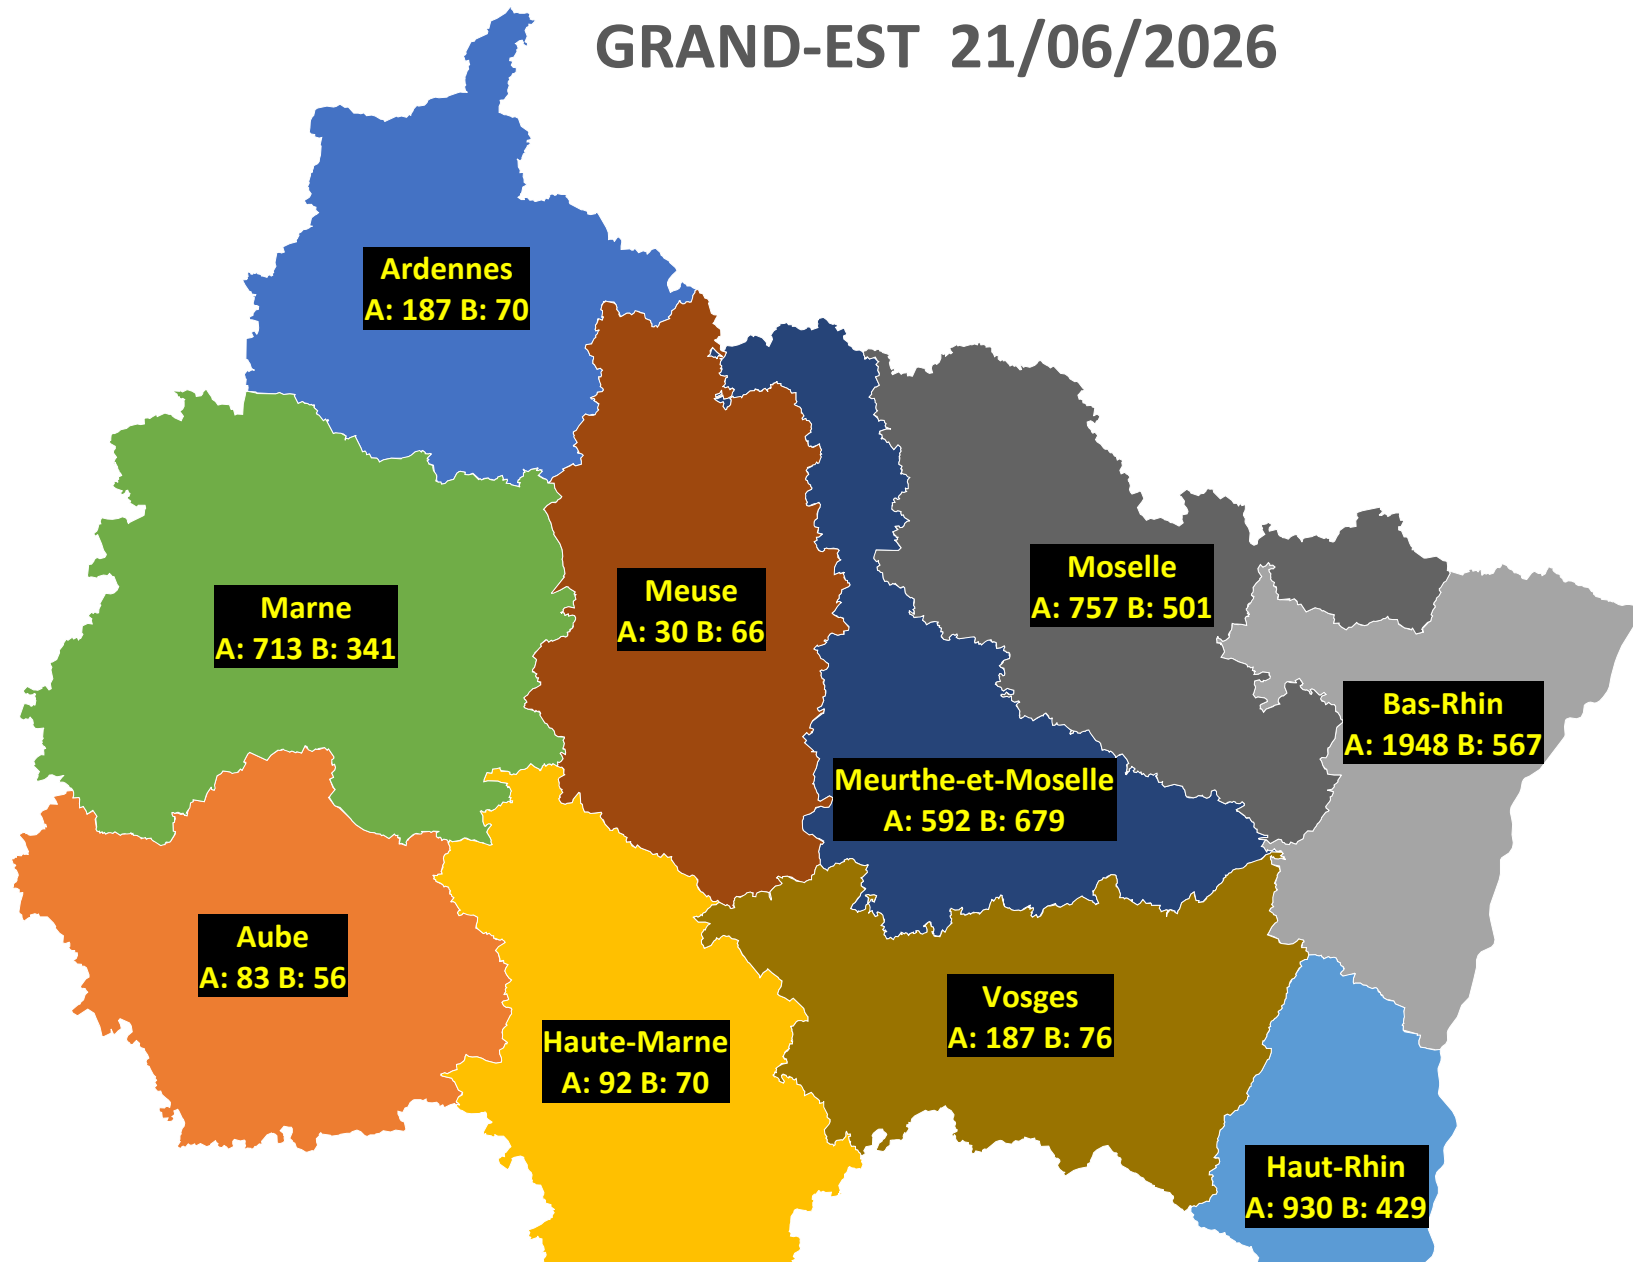 GRAND-EST 21/06/2026
Ardennes
A: 187 B: 70
Moselle
A: 757 B: 501
Meuse
A: 30 B: 66
Marne
A: 713 B: 341
Bas-Rhin
A: 1948 B: 567
Meurthe-et-Moselle
A: 592 B: 679
Aube
A: 83 B: 56
Vosges
A: 187 B: 76
Haute-Marne
A: 92 B: 70
Haut-Rhin
A: 930 B: 429